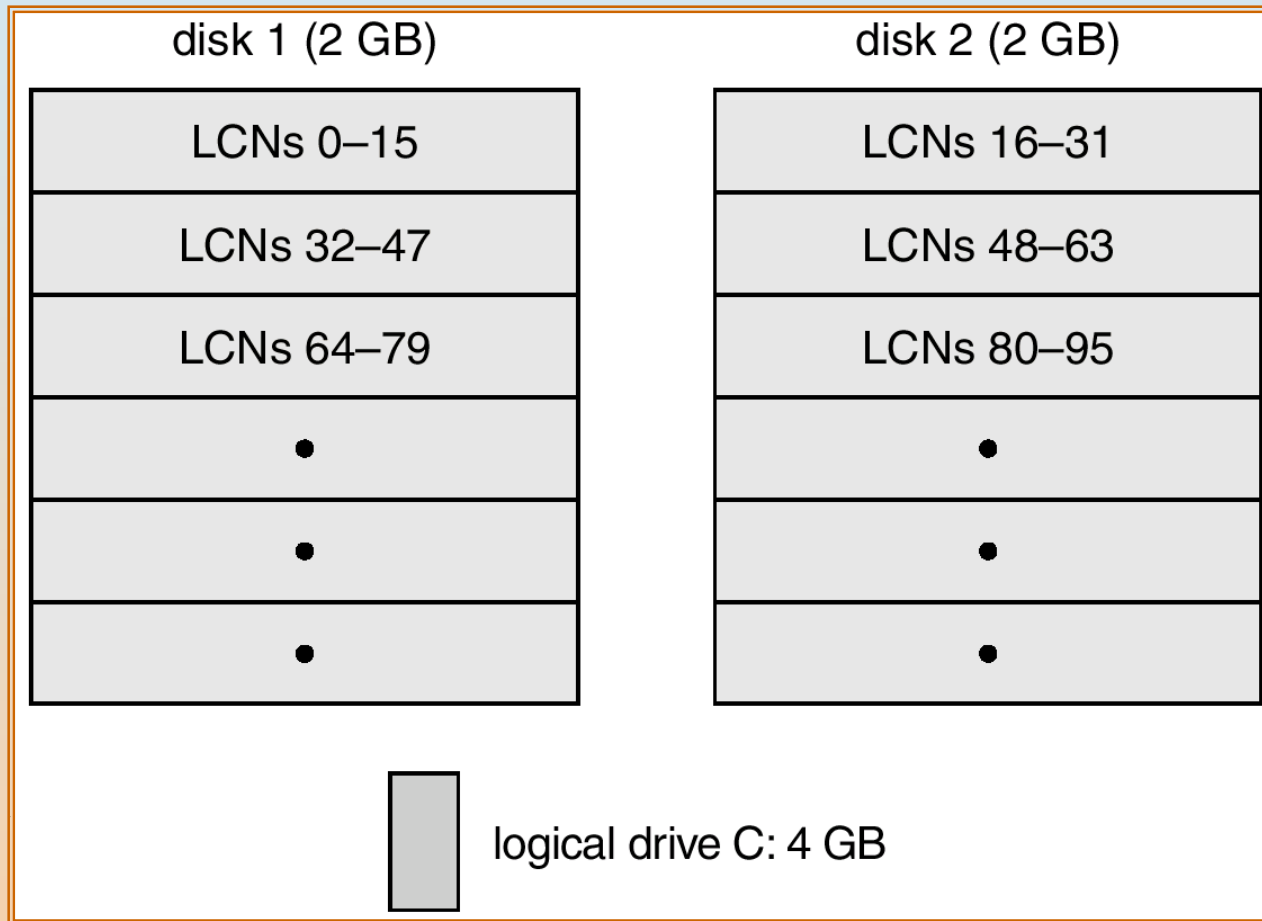 disk 1 (2 GB)
disk 2 (2 GB)
LCNs 0–15
LCNs 16–31
LCNs 32–47
LCNs 48–63
LCNs 64–79
LCNs 80–95
logical drive C: 4 GB